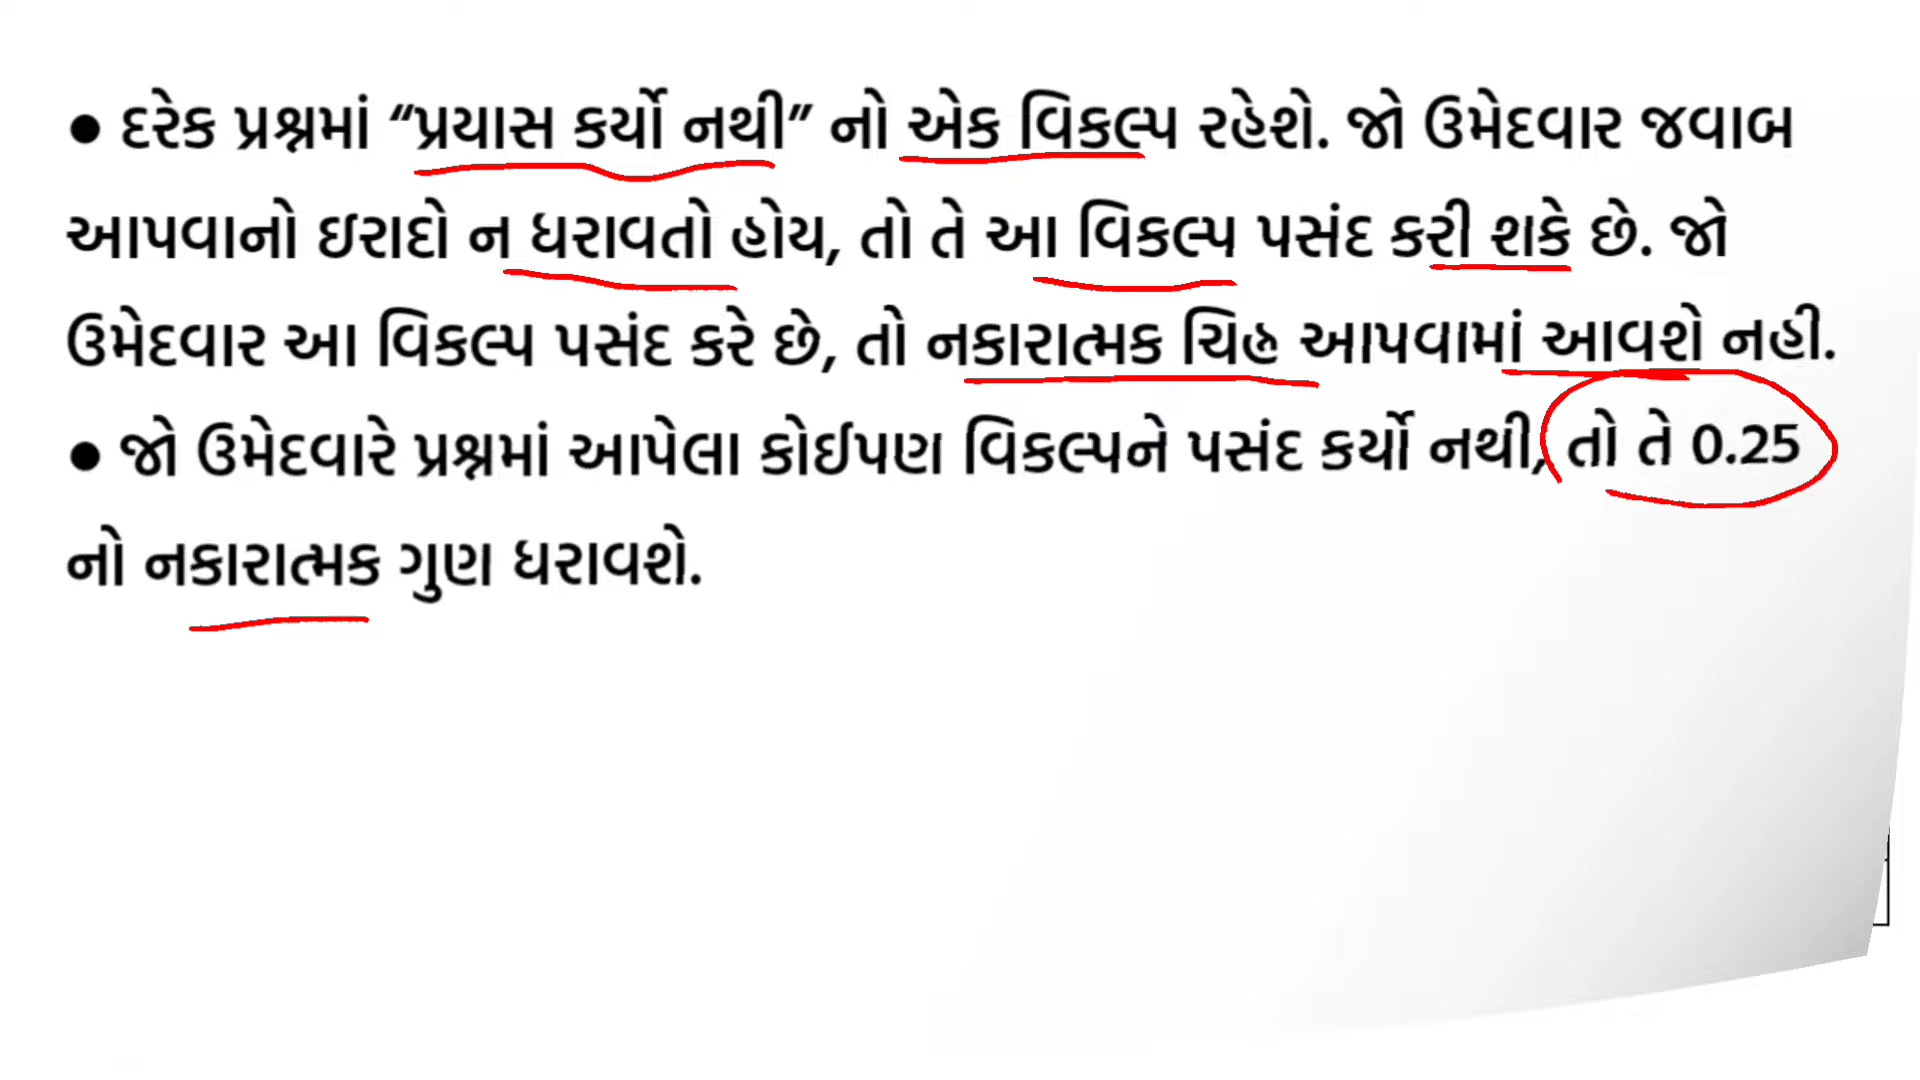 ● દરેક પ્રશ્નમાં “પ્રયાસ કર્યો નથી” નો એક વિકલ્પ રહેશે. જો ઉમેદવાર જવાબ
આપવાનો ઇરાદો ન ધરાવતો હોય, તો તે આ વિકલ્પ પસંદ કરી શકે છે. જો
ઉમેદવાર આ વિકલ્પ પસંદ કરે છે, તો નકારાત્મક ચિહ્ન આપવામાં આવશે નહી.
● જો ઉમેદવારે પ્રશ્નમાં આપેલા કોઈપણ વિકલ્પને પસંદ કર્યો નથી, તો તે 0.25
નો નકારાત્મક ગુણ ધરાવશે.